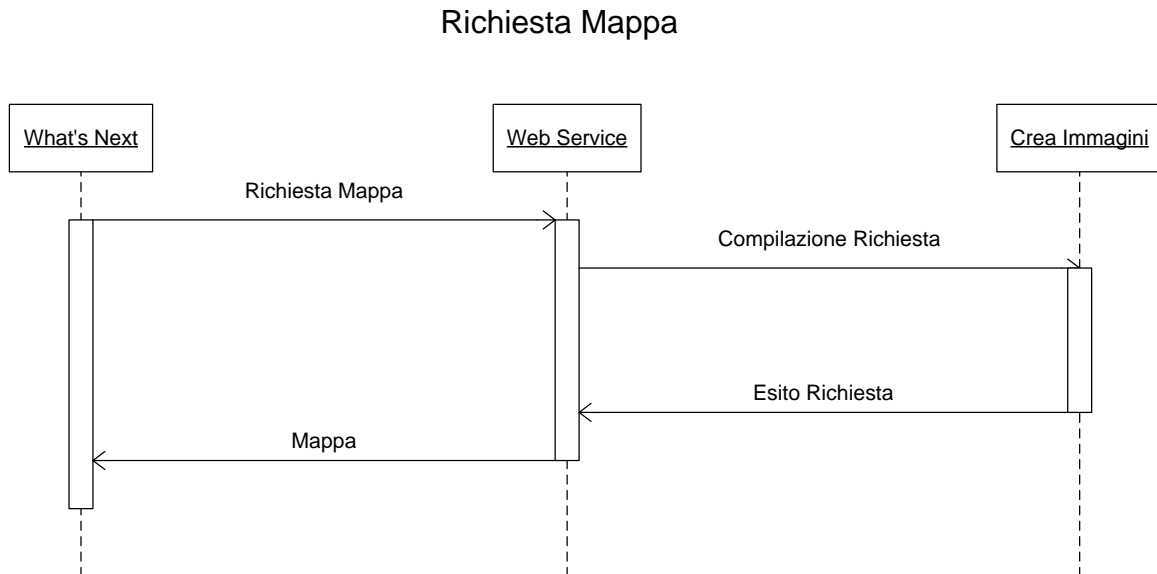 Richiesta Mappa
What's Next
Web Service
Crea Immagini
Richiesta Mappa
Compilazione Richiesta
Esito Richiesta
Mappa